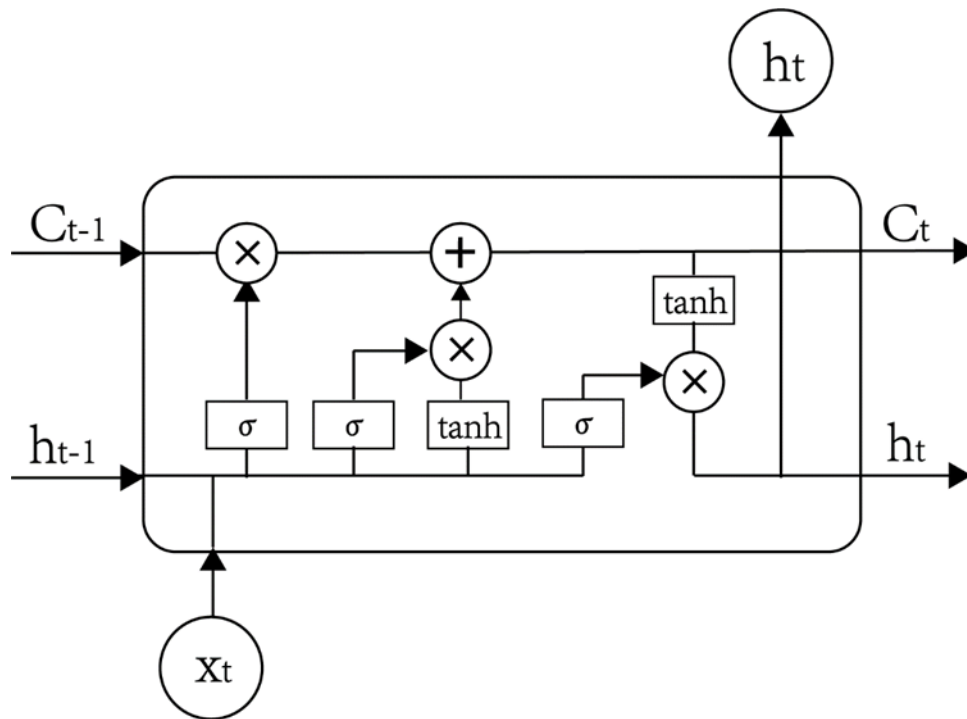 ht
Ct-1
Ct
×
+
tanh
×
×
σ
σ
tanh
σ
ht-1
ht
xt